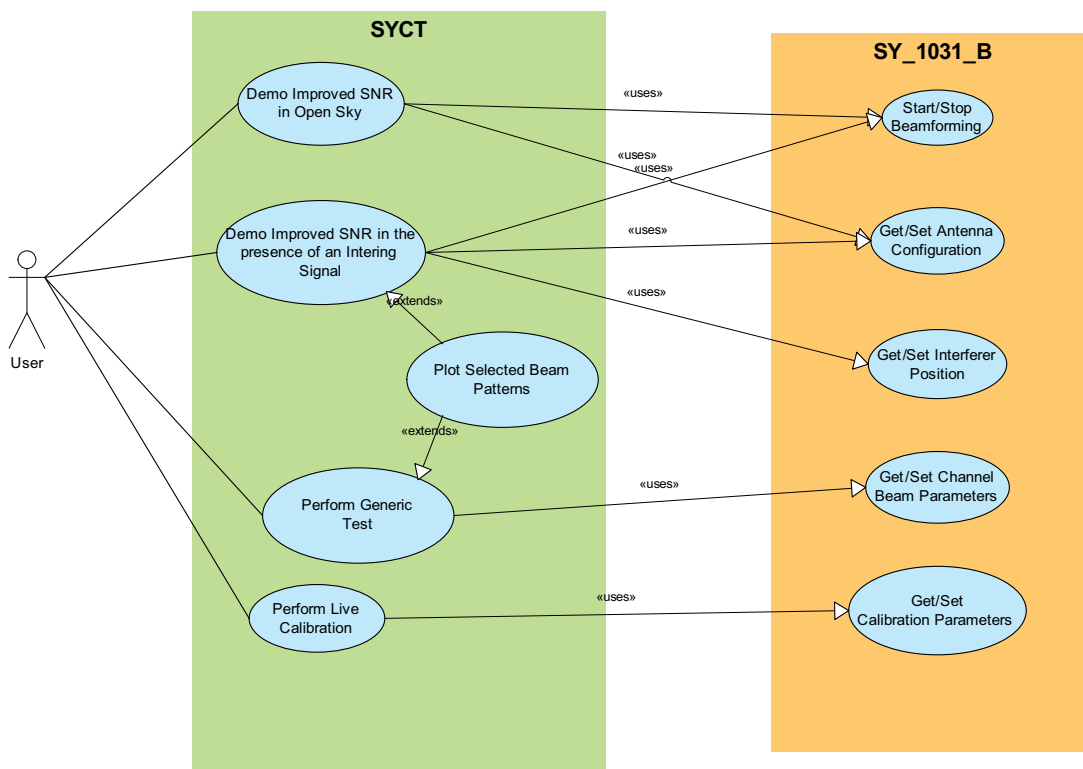 SYCT
SY_1031_B
Demo Improved SNR
in Open Sky
«uses»
Start/Stop
Beamforming
«uses»
«uses»
Demo Improved SNR in the
presence of an Intering
Signal
«uses»
Get/Set Antenna
Configuration
«uses»
«extends»
User
Plot Selected Beam
Patterns
Get/Set Interferer
Position
«extends»
Perform Generic
Test
«uses»
Get/Set Channel
Beam Parameters
Perform Live
Calibration
«uses»
Get/Set
Calibration Parameters